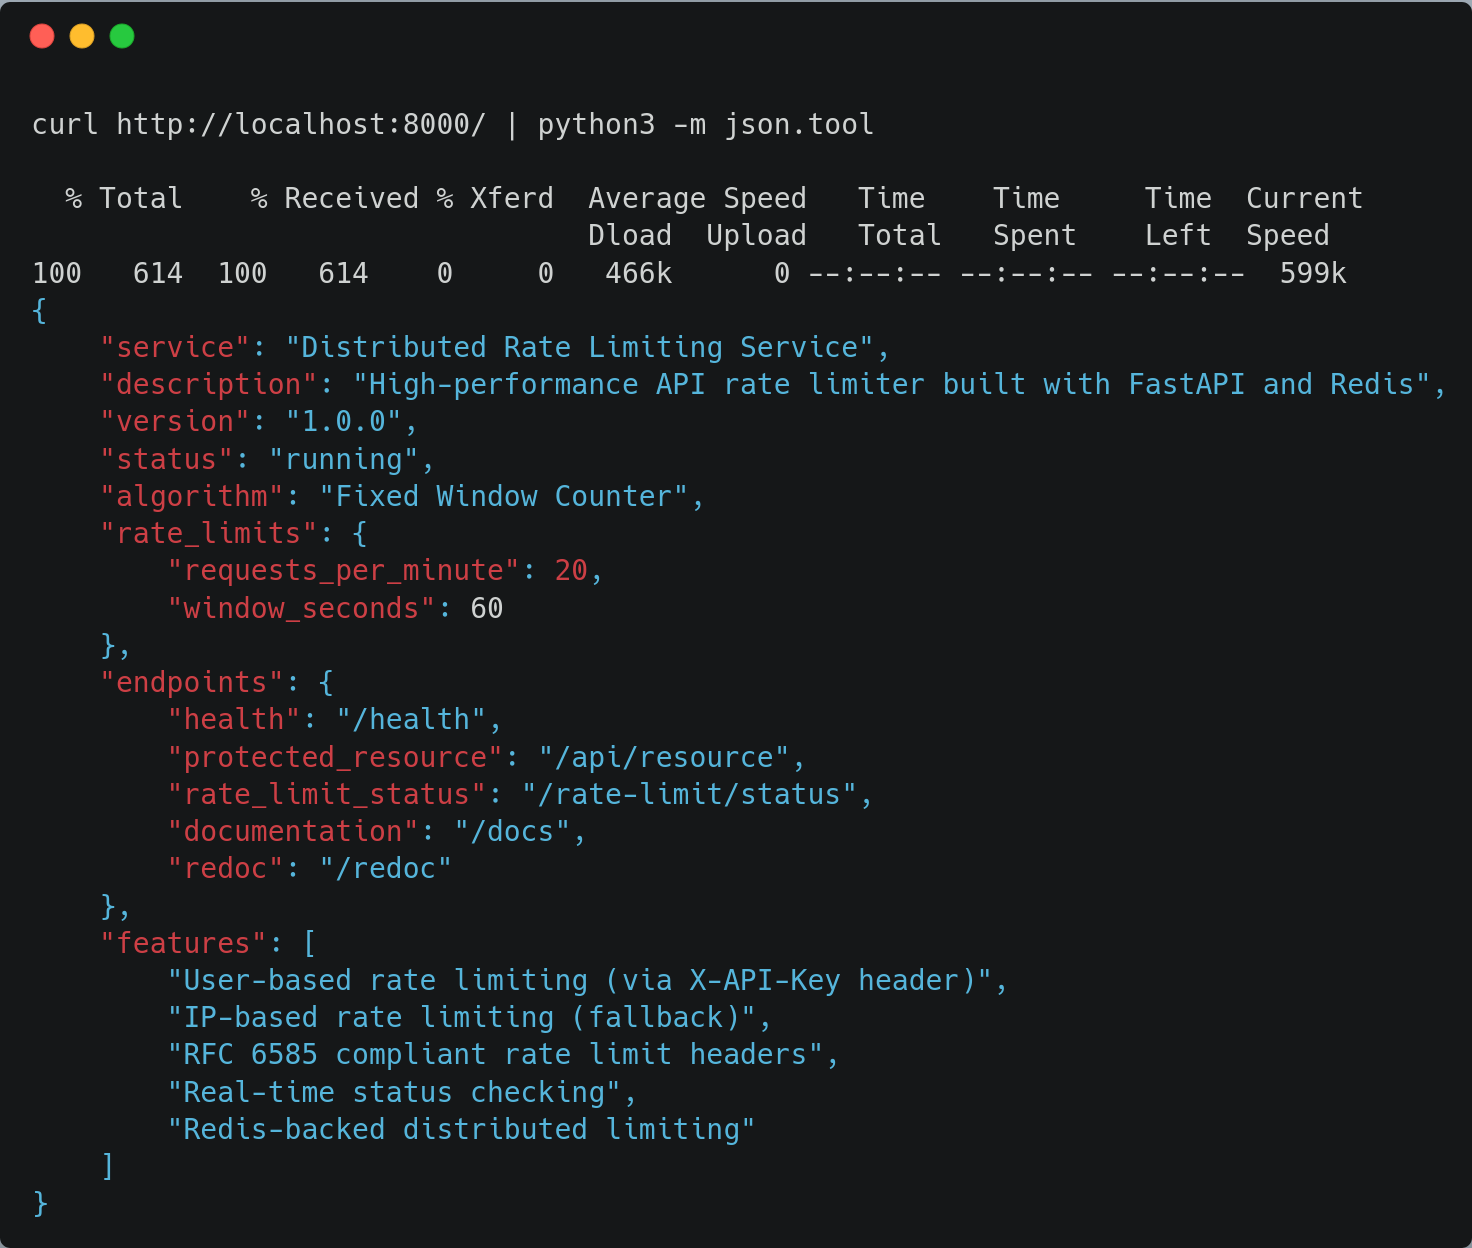 curl http://localhost:8000/ | python3 -m json.tool
  % Total    % Received % Xferd  Average Speed   Time    Time     Time  Current
                                 Dload  Upload   Total   Spent    Left  Speed
100   614  100   614    0     0   466k      0 --:--:-- --:--:-- --:--:--  599k
{
    "service": "Distributed Rate Limiting Service",
    "description": "High-performance API rate limiter built with FastAPI and Redis",
    "version": "1.0.0",
    "status": "running",
    "algorithm": "Fixed Window Counter",
    "rate_limits": {
        "requests_per_minute": 20,
        "window_seconds": 60
    },
    "endpoints": {
        "health": "/health",
        "protected_resource": "/api/resource",
        "rate_limit_status": "/rate-limit/status",
        "documentation": "/docs",
        "redoc": "/redoc"
    },
    "features": [
        "User-based rate limiting (via X-API-Key header)",
        "IP-based rate limiting (fallback)",
        "RFC 6585 compliant rate limit headers",
        "Real-time status checking",
        "Redis-backed distributed limiting"
    ]
}